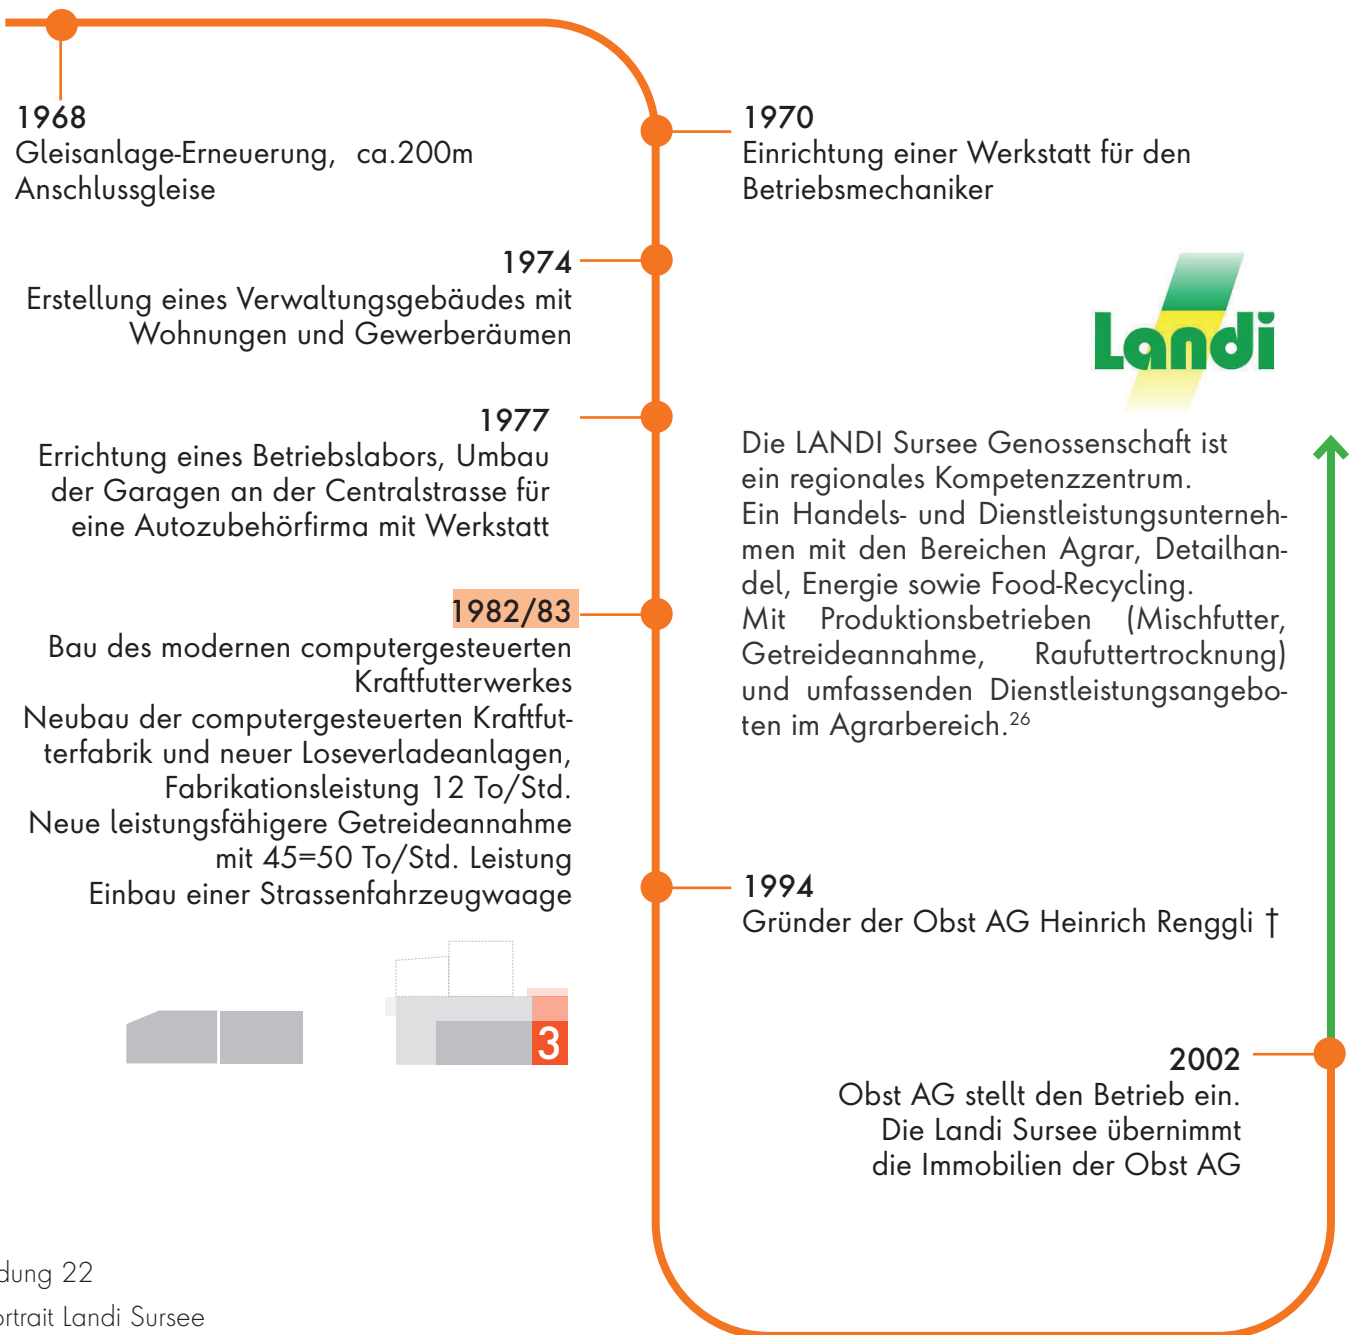 1968
Gleisanlage-Erneuerung, ca.200m
Anschlussgleise
1970
Einrichtung einer Werkstatt für den
Betriebsmechaniker
1974
Erstellung eines Verwaltungsgebäudes mit
Wohnungen und Gewerberäumen
1977
Errichtung eines Betriebslabors, Umbau
der Garagen an der Centralstrasse für
eine Autozubehörfirma mit Werkstatt
1982/83
Bau des modernen computergesteuerten
Kraftfutterwerkes
Neubau der computergesteuerten Kraftfut-
terfabrik und neuer Loseverladeanlagen,
Fabrikationsleistung 12 To/Std.
Neue leistungsfähigere Getreideannahme
mit 45=50 To/Std. Leistung
Einbau einer Strassenfahrzeugwaage
3
Landi
Die LANDI Sursee Genossenschaft ist
ein regionales Kompetenzzentrum.
Ein Handels- und Dienstleistungsunterneh-
men mit den Bereichen Agrar, Detailhan-
del, Energie sowie Food-Recycling.
Mit Produktionsbetrieben (Mischfutter,
Getreideannahme, Raufuttertrocknung)
und umfassenden Dienstleistungsangebo-
ten im Agrarbereich.26
1994
Gründer der Obst AG Heinrich Renggli †
2002
Obst AG stellt den Betrieb ein.
Die Landi Sursee übernimmt
die Immobilien der Obst AG
dung 22
ortrait Landi Sursee